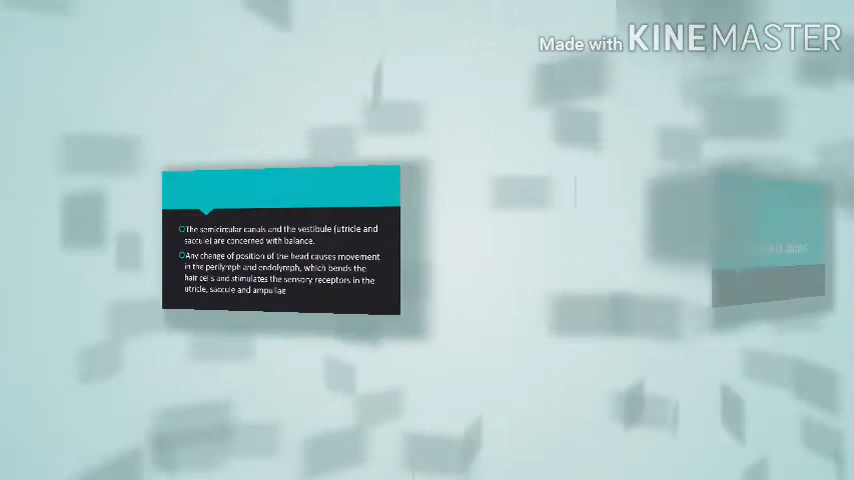 Made with KINEMASTER
The semicircular canals and the vestibule (utricle and
saccule) are concerned with balance.
Any change of position of the head causes movement
in the perilymph and endolymph, which bends the
hair cells and stimulates the sensory receptors in the
utricle, saccule and ampullae